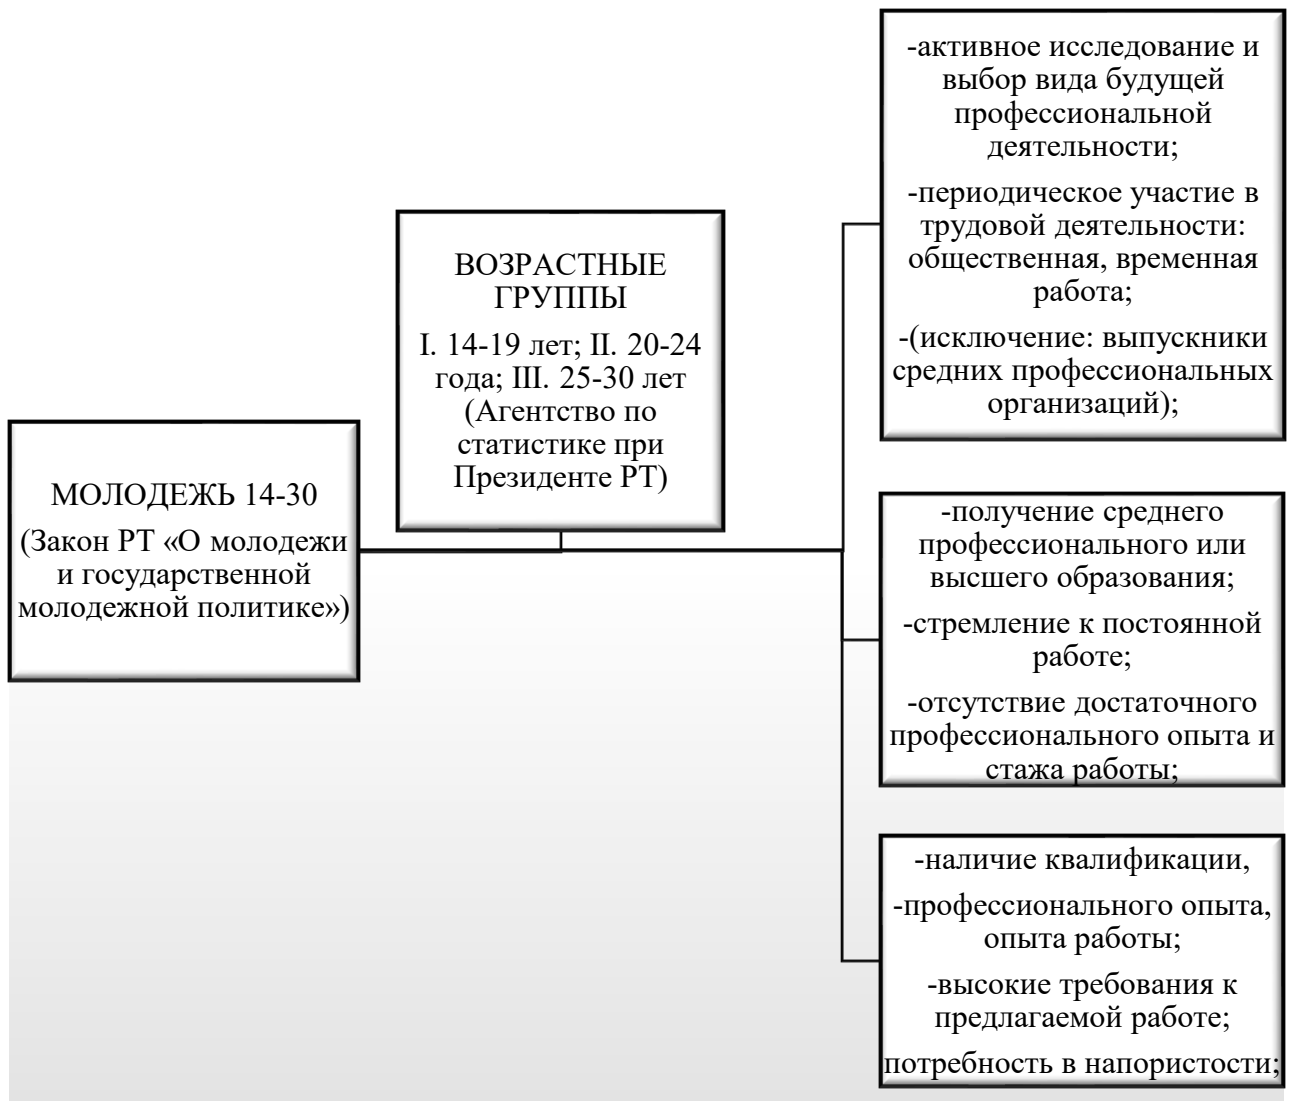 МОЛОДЕЖЬ 14-30
(Закон РТ «О молодежи
и государственной
молодежной политике»)
ВОЗРАСТНЫЕ
ГРУППЫ
I. 14-19 лет; II. 20-24
года; III. 25-30 лет
(Агентство по
статистике при
Президенте РТ)
-активное исследование и
выбор вида будущей
профессиональной
деятельности;
-периодическое участие в
трудовой деятельности:
общественная, временная
работа;
-(исключение: выпускники
средних профессиональных
организаций);
-получение среднего
профессионального или
высшего образования;
-стремление к постоянной
работе;
-отсутствие достаточного
профессионального опыта и
стажа работы;
-наличие квалификации,
-профессионального опыта,
опыта работы;
-высокие требования к
предлагаемой работе;
потребность в напористости;